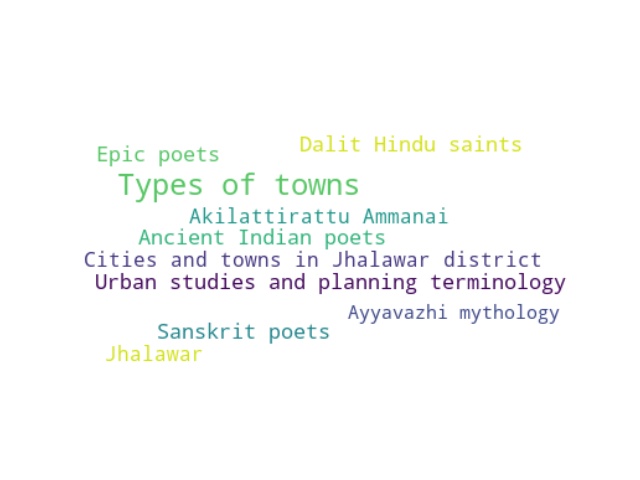 Dalit Hindu saints
Epic poets
Types of towns
Akilattirattu Ammanai
Ancient Indian poets
Cities and towns in Jhalawar district
Urban studies and planning terminology
Ayyavazhi mythology
Sanskrit poets
Jhalawar